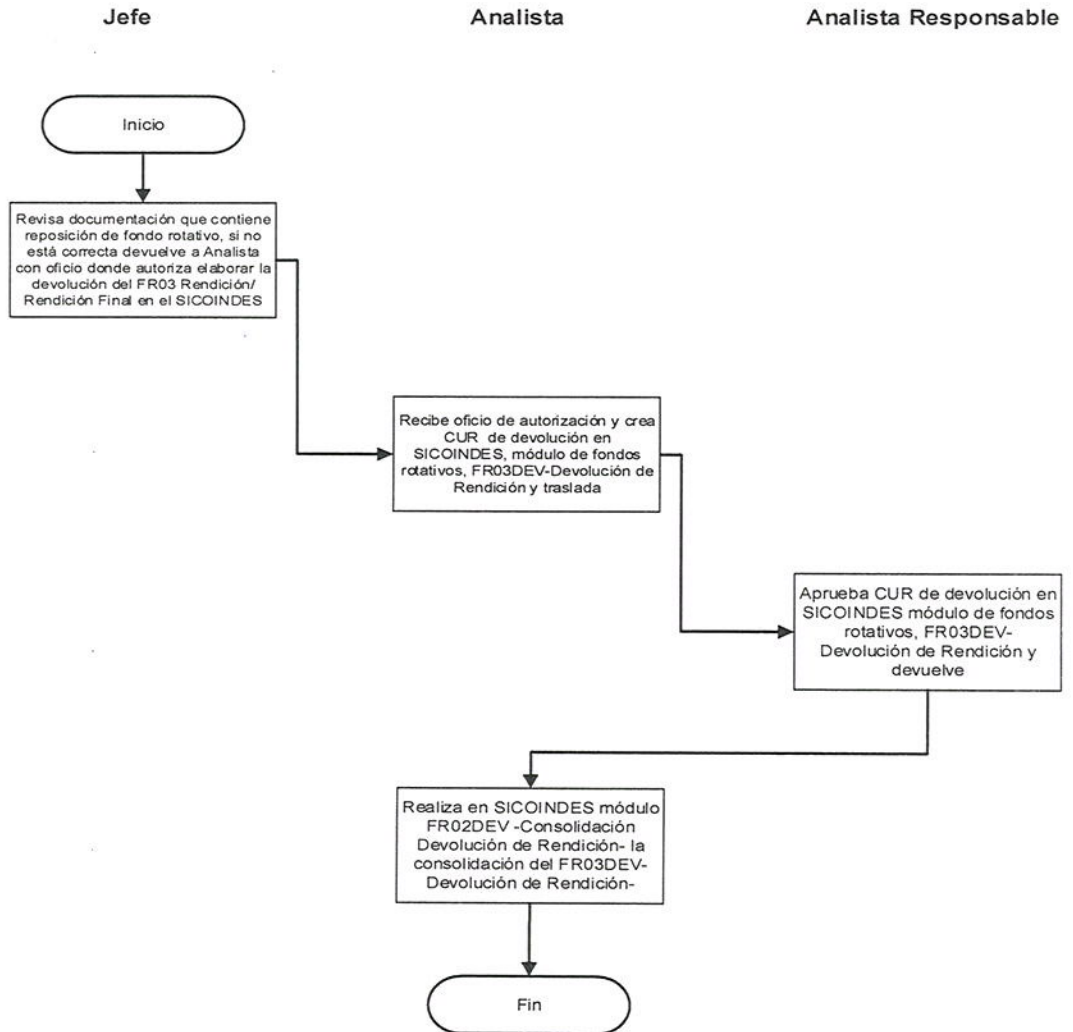 Jefe
Analista
Analista Responsable
Inicio
Revisa documentación que contiene
reposición de fondo rotativo, si no
está correcta devuelve a Analista
con oficio donde autoriza elaborar la
devolución del FR03 Rendición/
Rendición Final en el SICOINDES
Recibe oficio de autorización y crea
CUR de devolución en
SICOINDES, módulo de fondos
rotativos, FR03DEV-Devolución de
Rendición y traslada
Aprueba CUR de devolución en
SICOINDES módulo de fondos
rotativos, FR03DEV-
Devolución de Rendición y
devuelve
Realiza en SICOINDES módulo
FR02DEV -Consolidación
Devolución de Rendición- la
consolidación del FR03DEV-
Devolución de Rendición-
Fin